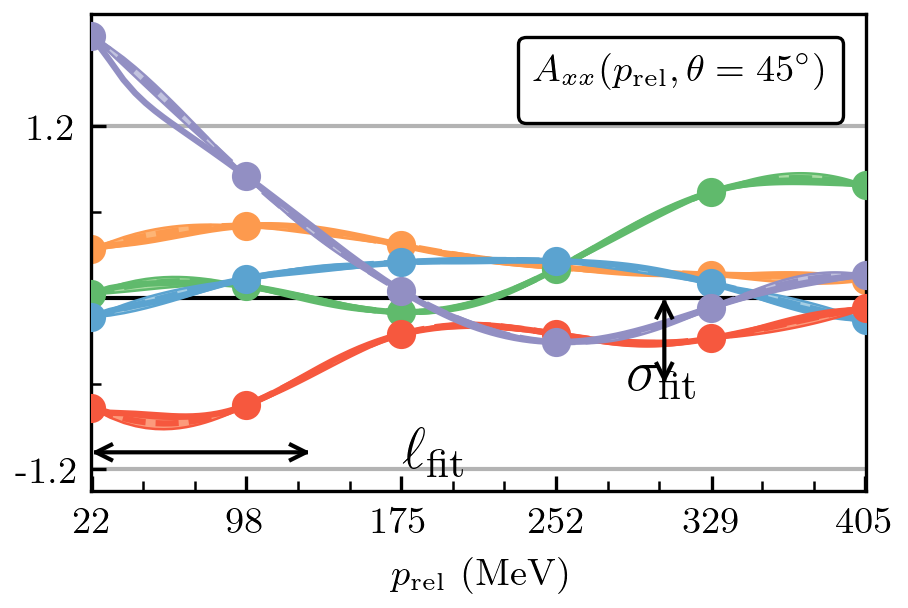 A_{xx}(p_{rel}, θ = 45°)
1.2
σ_{fit}
ℓ_{fit}
-1.2
22 98 175 252 329 405
p_{rel} (MeV)